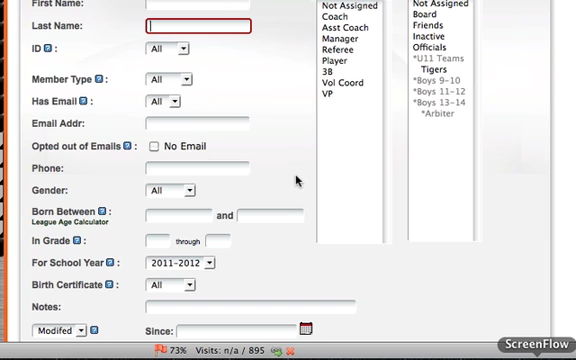 First Name:
Last Name:
ID ? : All
Member Type ? : All
Has Email ? : All
Email Addr:
Opted out of Emails ? : No Email
Phone:
Gender: All
Born Between ? : and
League Age Calculator
In Grade ? : through
For School Year ? : 2011-2012
Birth Certificate ? : All
Notes:
Modifed ? Since:
Not Assigned
Coach
Asst Coach
Manager
Referee
Player
3B
Vol Coord
VP
Not Assigned
Board
Friends
Inactive
Officials
*U11 Teams
Tigers
*Boys 9-10
*Boys 11-12
*Boys 13-14
*Arbiter
73% Visits: n/a / 895
ScreenFlow